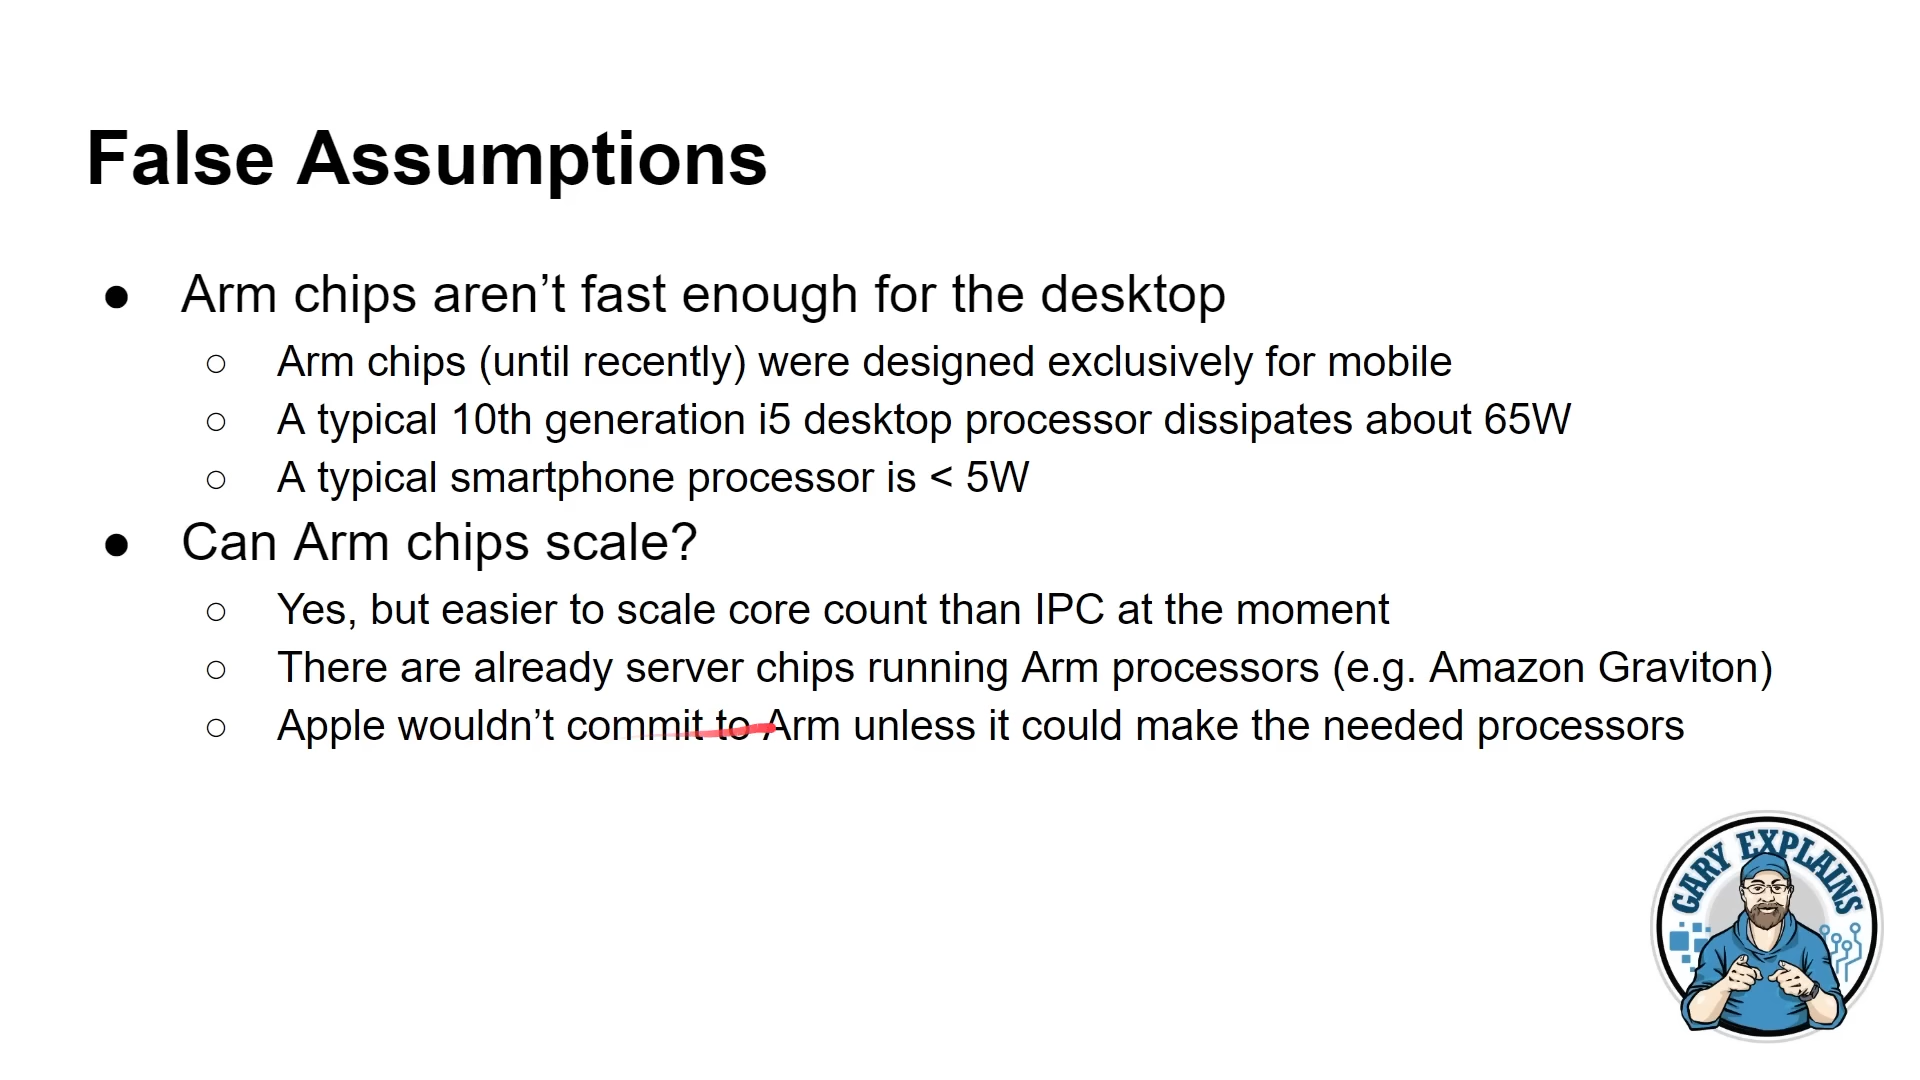 False Assumptions
● Arm chips aren’t fast enough for the desktop
○ Arm chips (until recently) were designed exclusively for mobile
○ A typical 10th generation i5 desktop processor dissipates about 65W
○ A typical smartphone processor is < 5W
● Can Arm chips scale?
○ Yes, but easier to scale core count than IPC at the moment
○ There are already server chips running Arm processors (e.g. Amazon Graviton)
○ Apple wouldn’t commit to Arm unless it could make the needed processors
GARY EXPLAINS